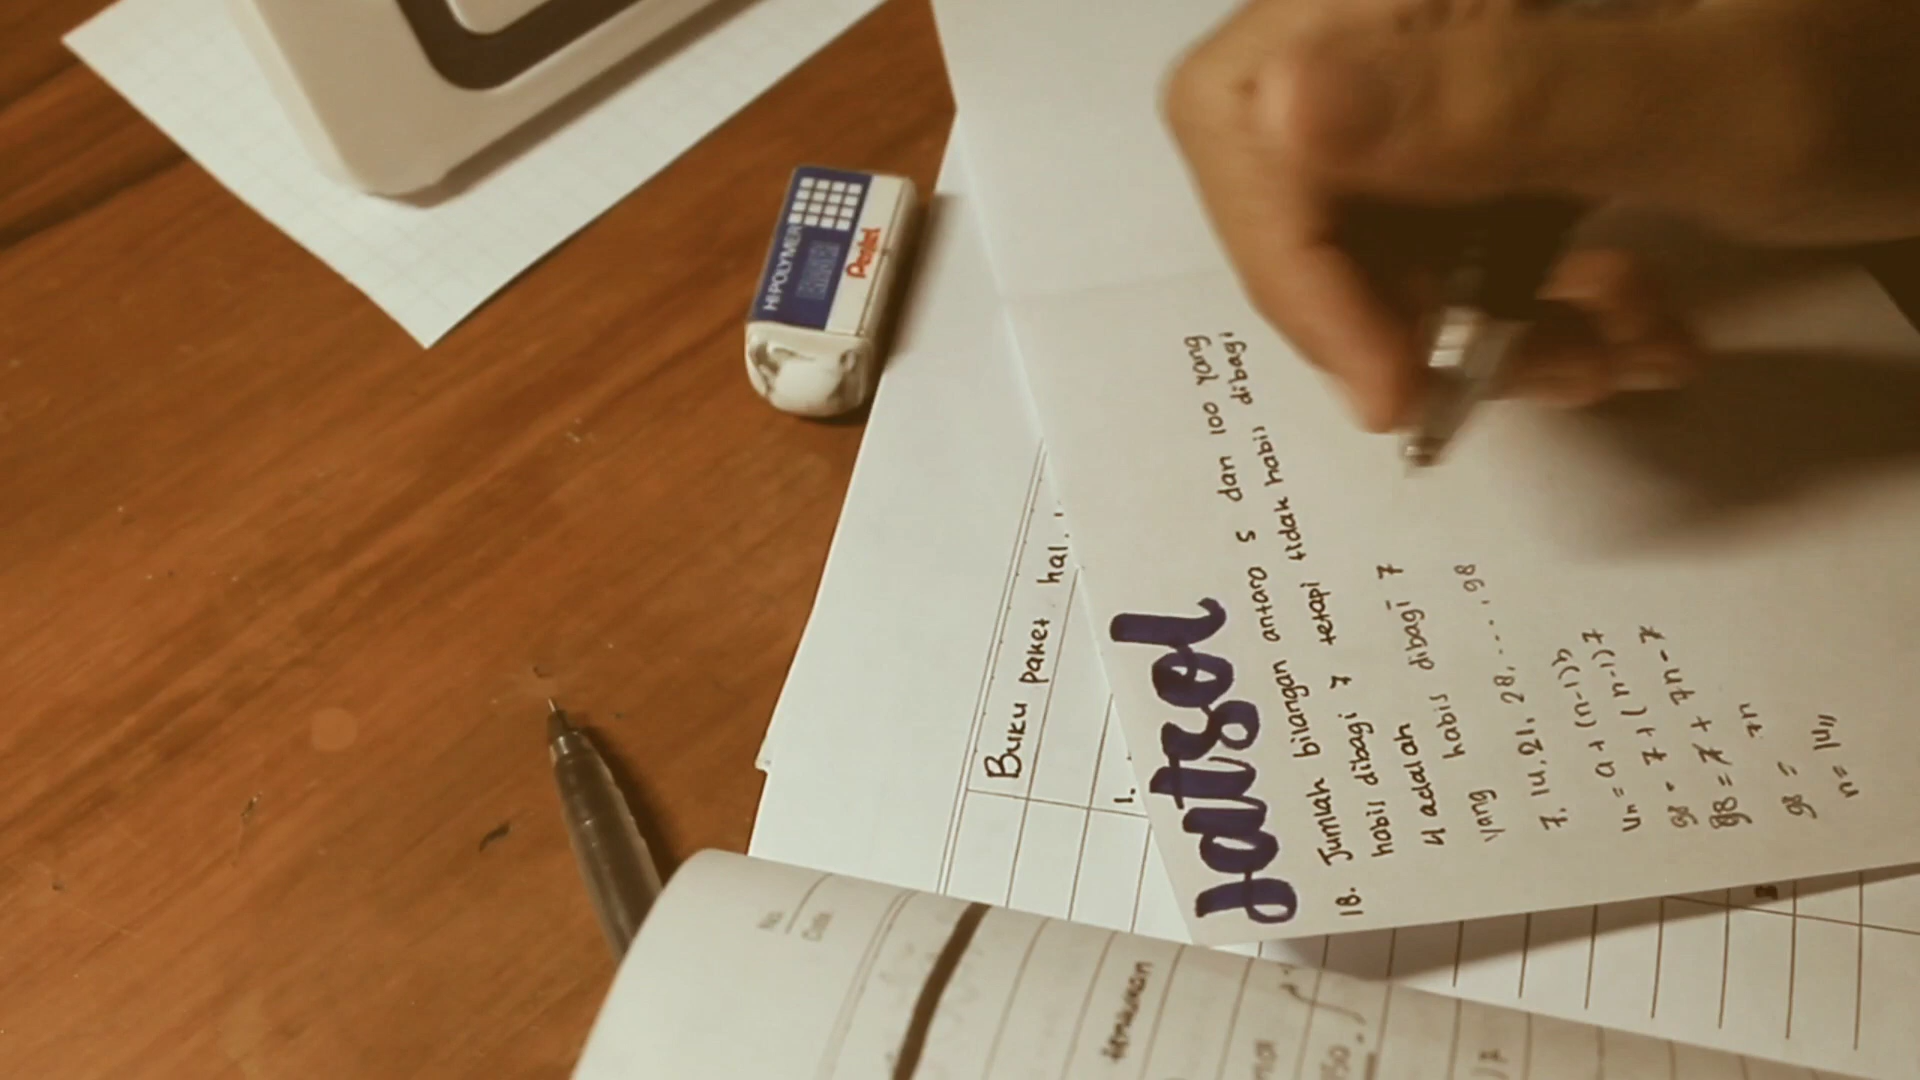 HI-POLYMER
Pentel
Buku paket hal.
1.
Jatsol
18. Jumlah bilangan antara 5 dan 100 yang
habis dibagi 7 tetapi tidak habis dibagi
4 adalah
yang habis dibagi 7
7, 14, 21, 28, ...., 98
Un = a + (n-1)b
98 = 7 + (n-1)7
98 = 7 + 7n - 7
98 = 7n
n = 14//
No
Date